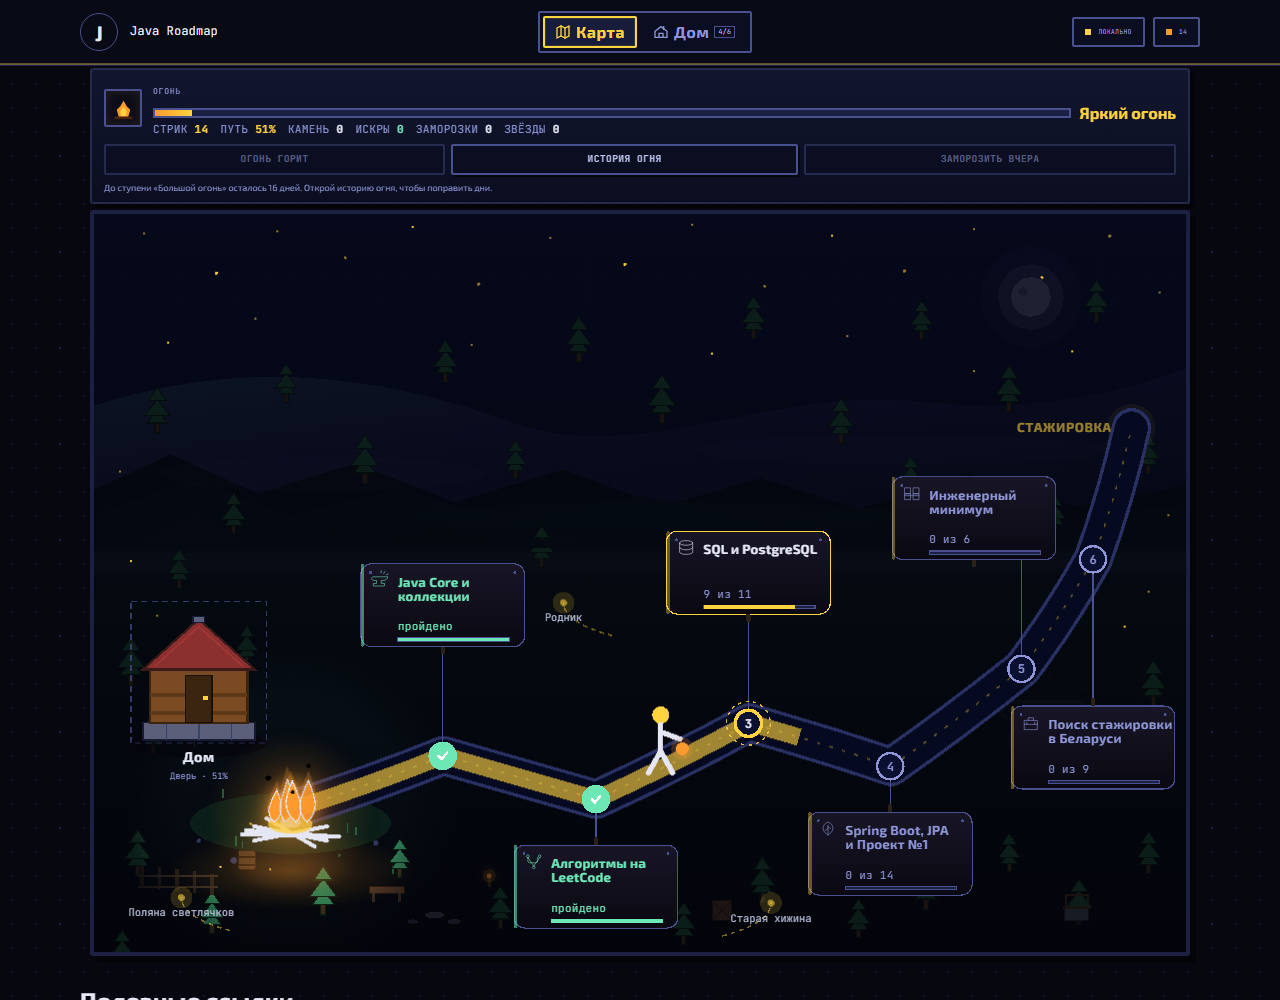 J
Java Roadmap
Карта
Дом 4/6
ЛОКАЛЬНО
14
ОГОНЬ
Яркий огонь
СТРИК 14 ПУТЬ 51% КАМЕНЬ 0 ИСКРЫ 0 ЗАМОРОЗКИ 0 ЗВЁЗДЫ 0
ОГОНЬ ГОРИТ
ИСТОРИЯ ОГНЯ
ЗАМОРОЗИТЬ ВЧЕРА
До ступени «Большой огонь» осталось 16 дней. Открой историю огня, чтобы поправить дни.
СТАЖИРОВКА
Инженерный
минимум
0 из 6
SQL и PostgreSQL
9 из 11
Java Core и
коллекции
пройдено
Родник
6
5
3
4
Поиск стажировки
в Беларуси
0 из 9
Дом
Дверь · 51%
Spring Boot, JPA
и Проект №1
0 из 14
Алгоритмы на
LeetCode
пройдено
Поляна светлячков
Старая хижина